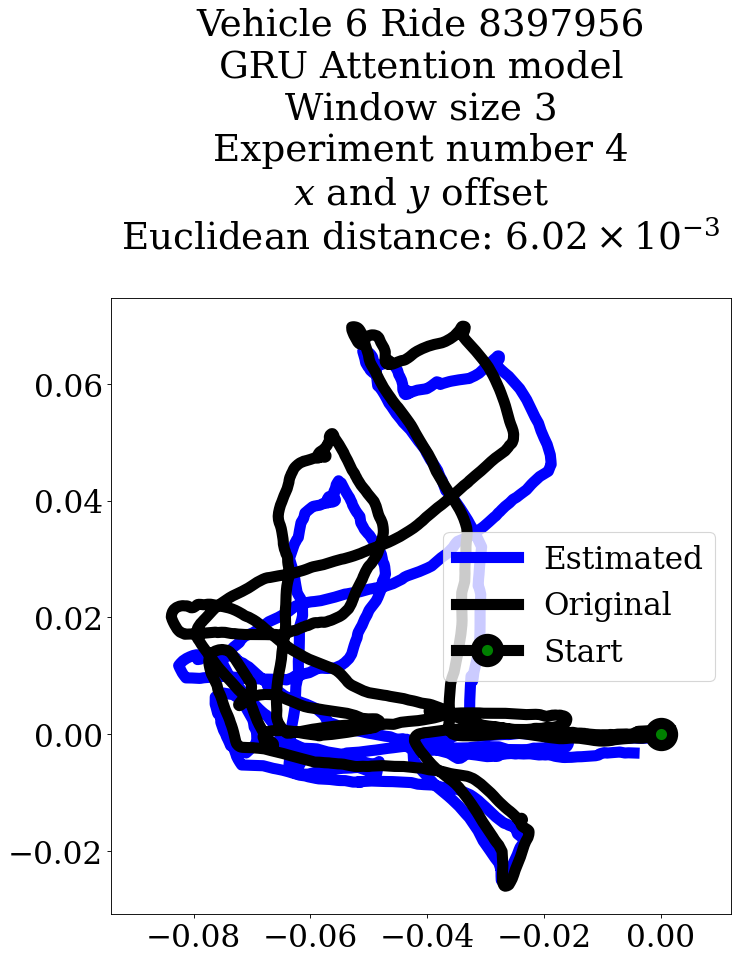 Vehicle 6 Ride 8397956
GRU Attention model
Window size 3
Experiment number 4
x and y offset
Euclidean distance: 6.02 × 10⁻³
0.06
0.04
0.02
0.00
−0.02
Estimated
Original
Start
−0.08 −0.06 −0.04 −0.02 0.00